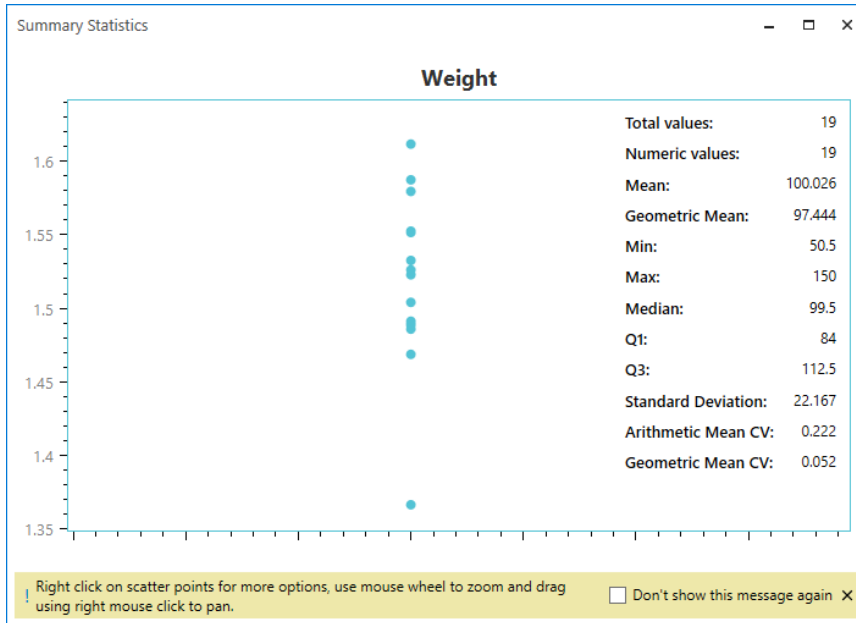 Summary Statistics
Weight
1.6
1.55
1.5
1.45
1.4
1.35
Total values: 19
Numeric values: 19
Mean: 100.026
Geometric Mean: 97.444
Min: 50.5
Max: 150
Median: 99.5
Q1: 84
Q3: 112.5
Standard Deviation: 22.167
Arithmetic Mean CV: 0.222
Geometric Mean CV: 0.052
! Right click on scatter points for more options, use mouse wheel to zoom and drag
using right mouse click to pan.
Don't show this message again